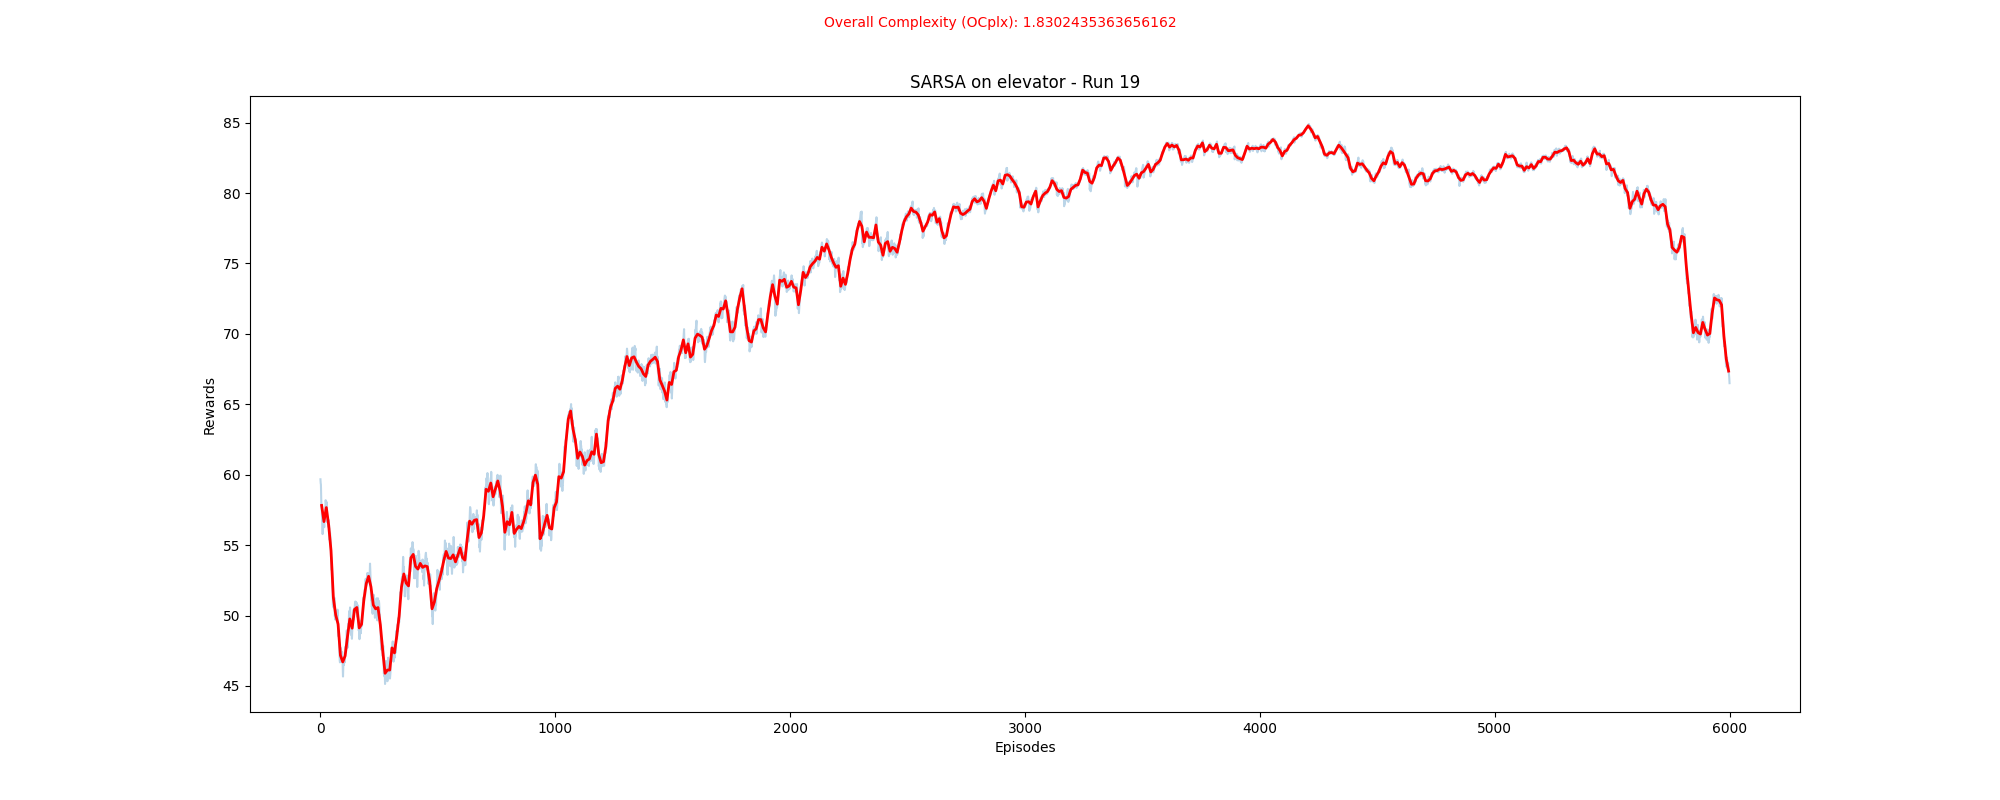 Overall Complexity (OCplx): 1.8302435363656162
SARSA on elevator - Run 19
85
80
75
70
65
60
55
50
45
Rewards
0 1000 2000 3000 4000 5000 6000
Episodes